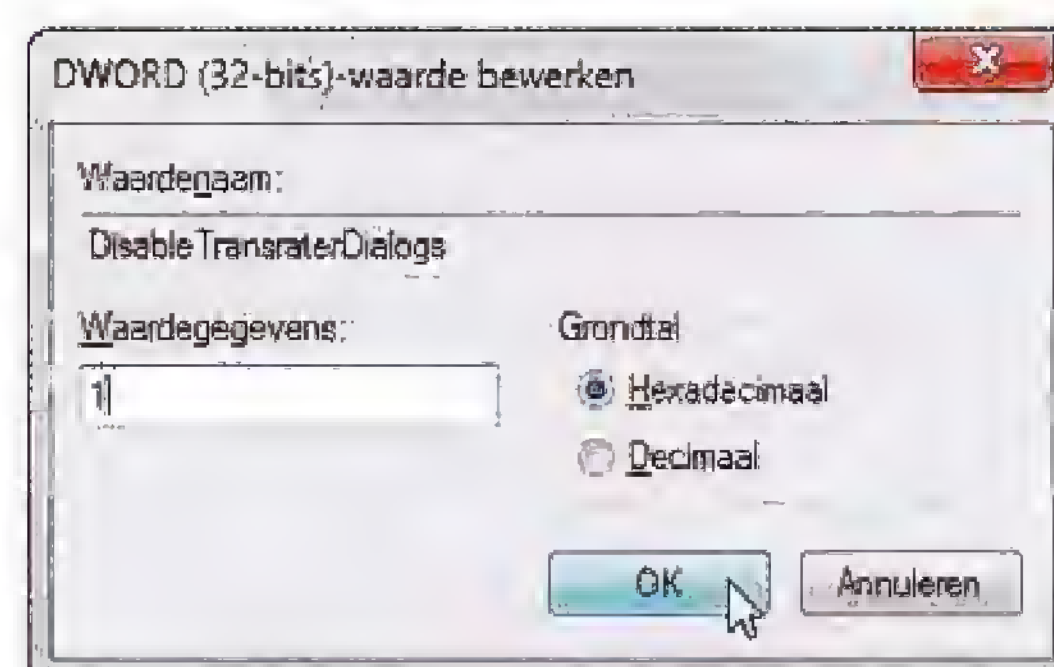 DWORD (32-bits)-waarde bewerken
Waardenaam:
DisableTransraterDialogs
Waardegegevens:
1
Grondtal
Hexadecimaal
Decimaal
OK
Annuleren